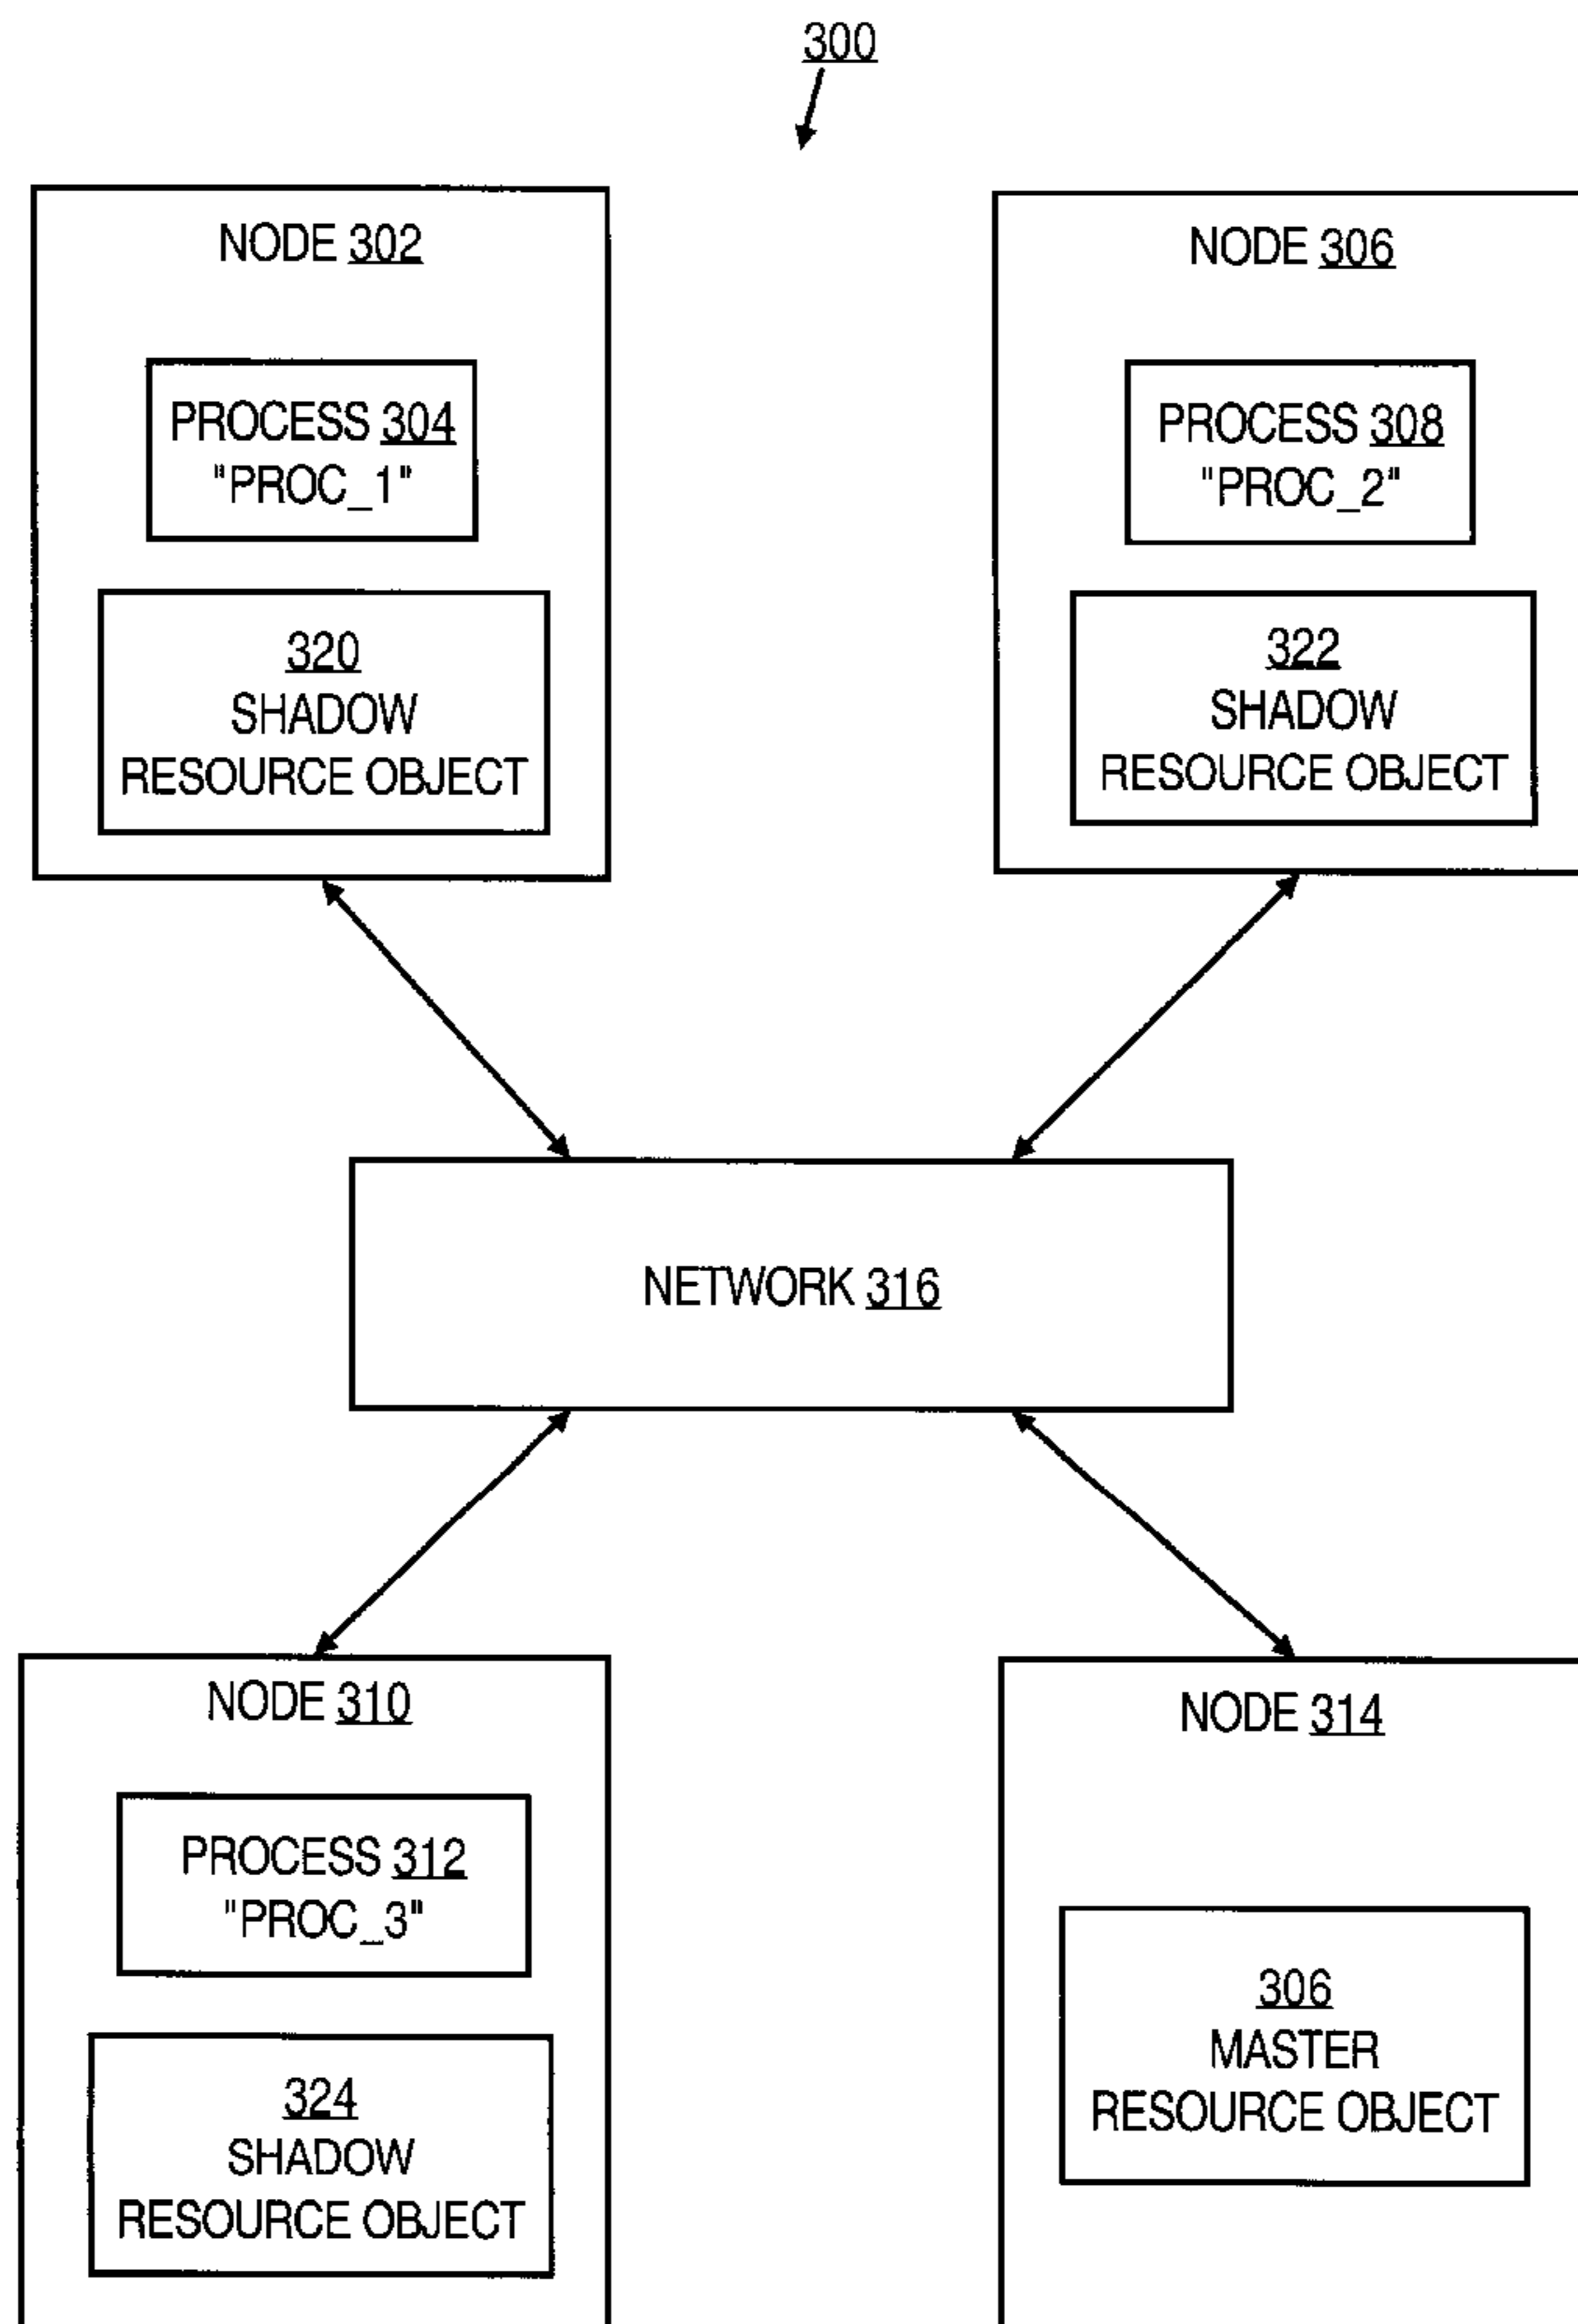 300
NODE 302
PROCESS 304
"PROC_1"
320
SHADOW
RESOURCE OBJECT
NODE 306
PROCESS 308
"PROC_2"
322
SHADOW
RESOURCE OBJECT
NETWORK 316
NODE 310
PROCESS 312
"PROC_3"
324
SHADOW
RESOURCE OBJECT
NODE 314
306
MASTER
RESOURCE OBJECT